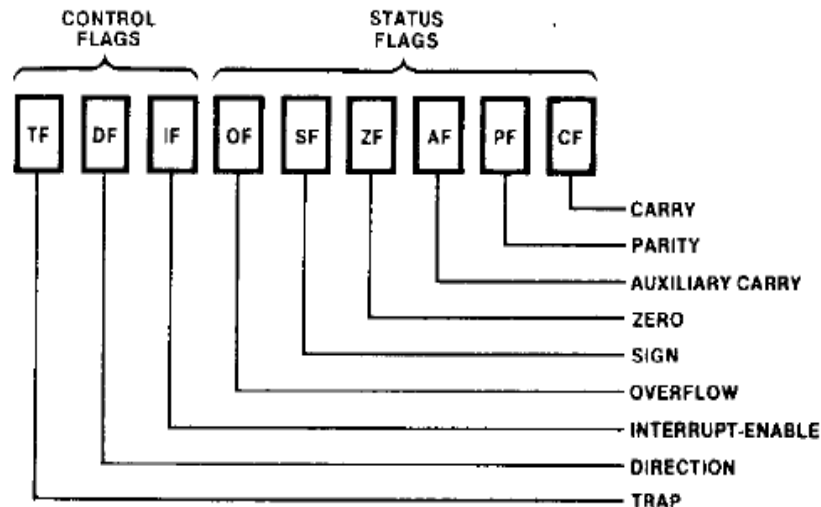 CONTROL
FLAGS
STATUS
FLAGS
TF DF IF OF SF ZF AF PF CF
CARRY
PARITY
AUXILIARY CARRY
ZERO
SIGN
OVERFLOW
INTERRUPT-ENABLE
DIRECTION
TRAP